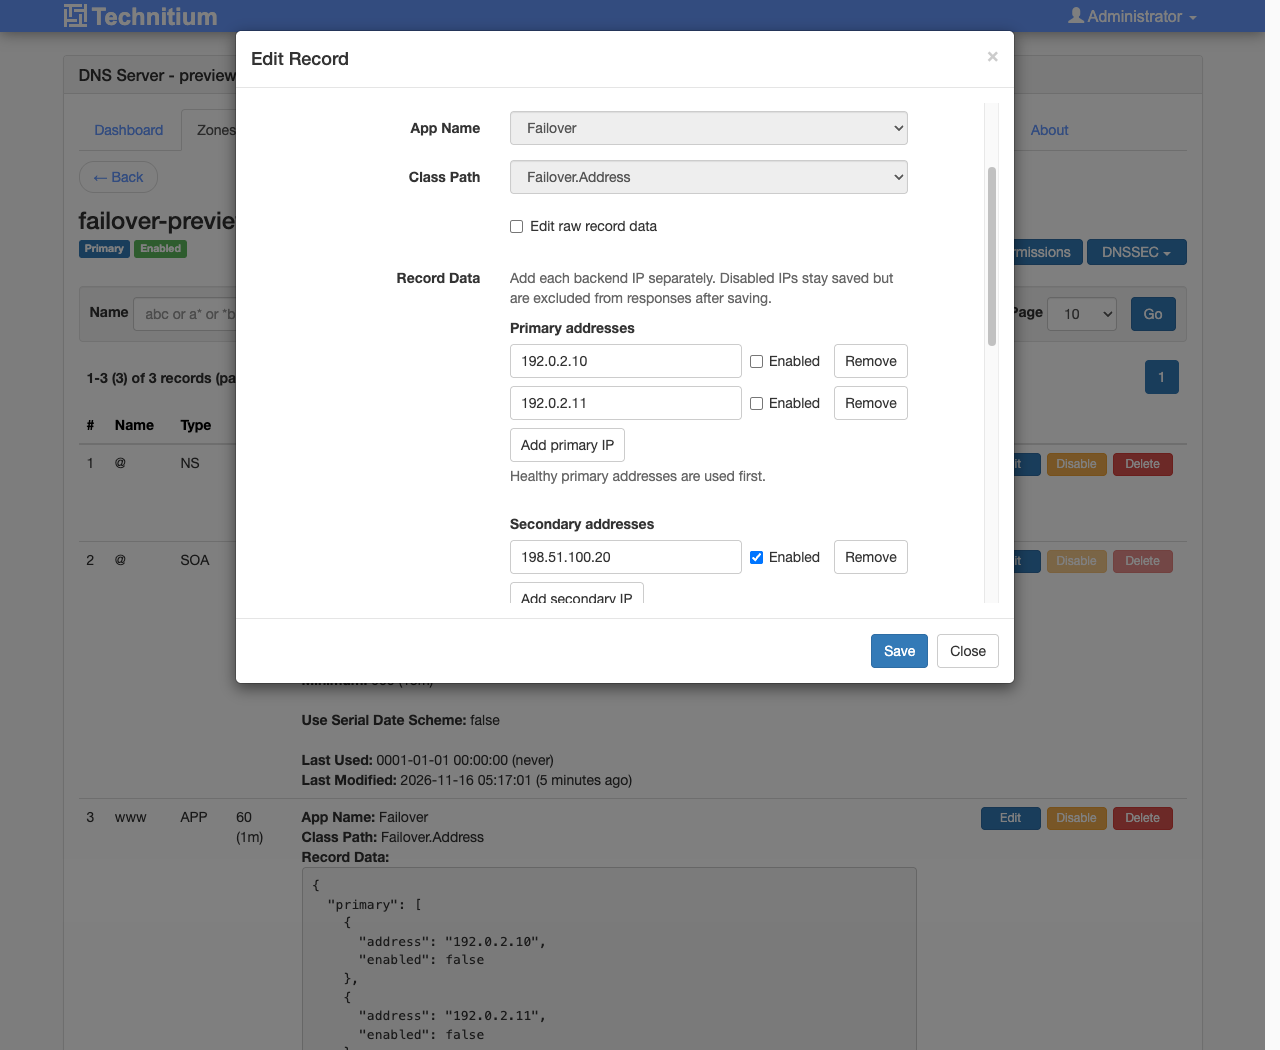 Technitium
Administrator
Edit Record
×
DNS Server - preview
Dashboard
Zones
About
← Back
failover-preview
Primary
Enabled
DNSSEC
Name
abc or a* or *b
Page
10
Go
1-3 (3) of 3 records (pa
1
# Name Type
1 @ NS
Disable
Delete
2 @ SOA
Disable
Delete
App Name
Failover
Class Path
Failover.Address
Edit raw record data
Record Data
Add each backend IP separately. Disabled IPs stay saved but
are excluded from responses after saving.
Primary addresses
192.0.2.10
Enabled
Remove
192.0.2.11
Enabled
Remove
Add primary IP
Healthy primary addresses are used first.
Secondary addresses
198.51.100.20
Enabled
Remove
Add secondary IP
Save
Close
Use Serial Date Scheme: false
Last Used: 0001-01-01 00:00:00 (never)
Last Modified: 2026-11-16 05:17:01 (5 minutes ago)
3 www APP 60
(1m)
App Name: Failover
Class Path: Failover.Address
Record Data:
Edit
Disable
Delete
{
"primary": [
{
"address": "192.0.2.10",
"enabled": false
},
{
"address": "192.0.2.11",
"enabled": false